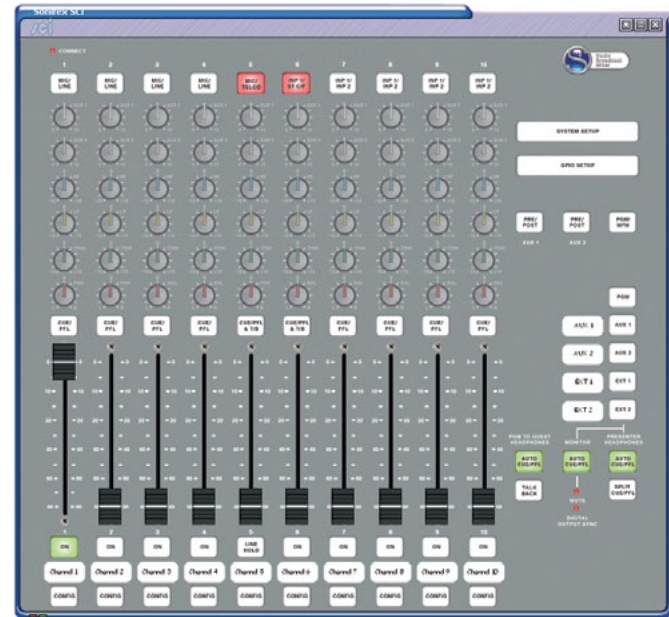 Sonifex SCi
sci
CONNECT
Radio Broadcast Mixer
1 2 3 4 5 6 7 8 9 10
MIC/ LINE MIC/ LINE MIC/ LINE MIC/ LINE MIC/ TELCO INP 1/ ST C/F INP 1/ INP 2 INP 1/ INP 2 INP 1/ INP 2 INP 1/ INP 2
SYSTEM SETUP
GPIO SETUP
PRE/ POST PRE/ POST PGM/
AUX 1 AUX 2
PGM
CUE/ PFL CUE/ PFL CUE/ PFL CUE/ PFL CUE/PFL & T/B CUE/PFL & T/B CUE/ PFL CUE/ PFL CUE/ PFL CUE/ PFL
AUX 1 AUX 1
AUX 2 AUX 2
EXT 1 EXT 1
EXT 2 EXT 2
PGM TO GUEST HEADPHONES MONITOR PRESENTER HEADPHONES
AUTO CUE/PFL AUTO CUE/PFL AUTO CUE/PFL
TALK BACK SPLIT CUE/PFL
MUTE
DIGITAL OUTPUT SYNC
1 2 3 4 5 6 7 8 9 10
ON ON ON ON LINE HOLD ON ON ON ON ON
Channel 1 Channel 2 Channel 3 Channel 4 Channel 5 Channel 6 Channel 7 Channel 8 Channel 9 Channel 10
CONFIG CONFIG CONFIG CONFIG CONFIG CONFIG CONFIG CONFIG CONFIG CONFIG